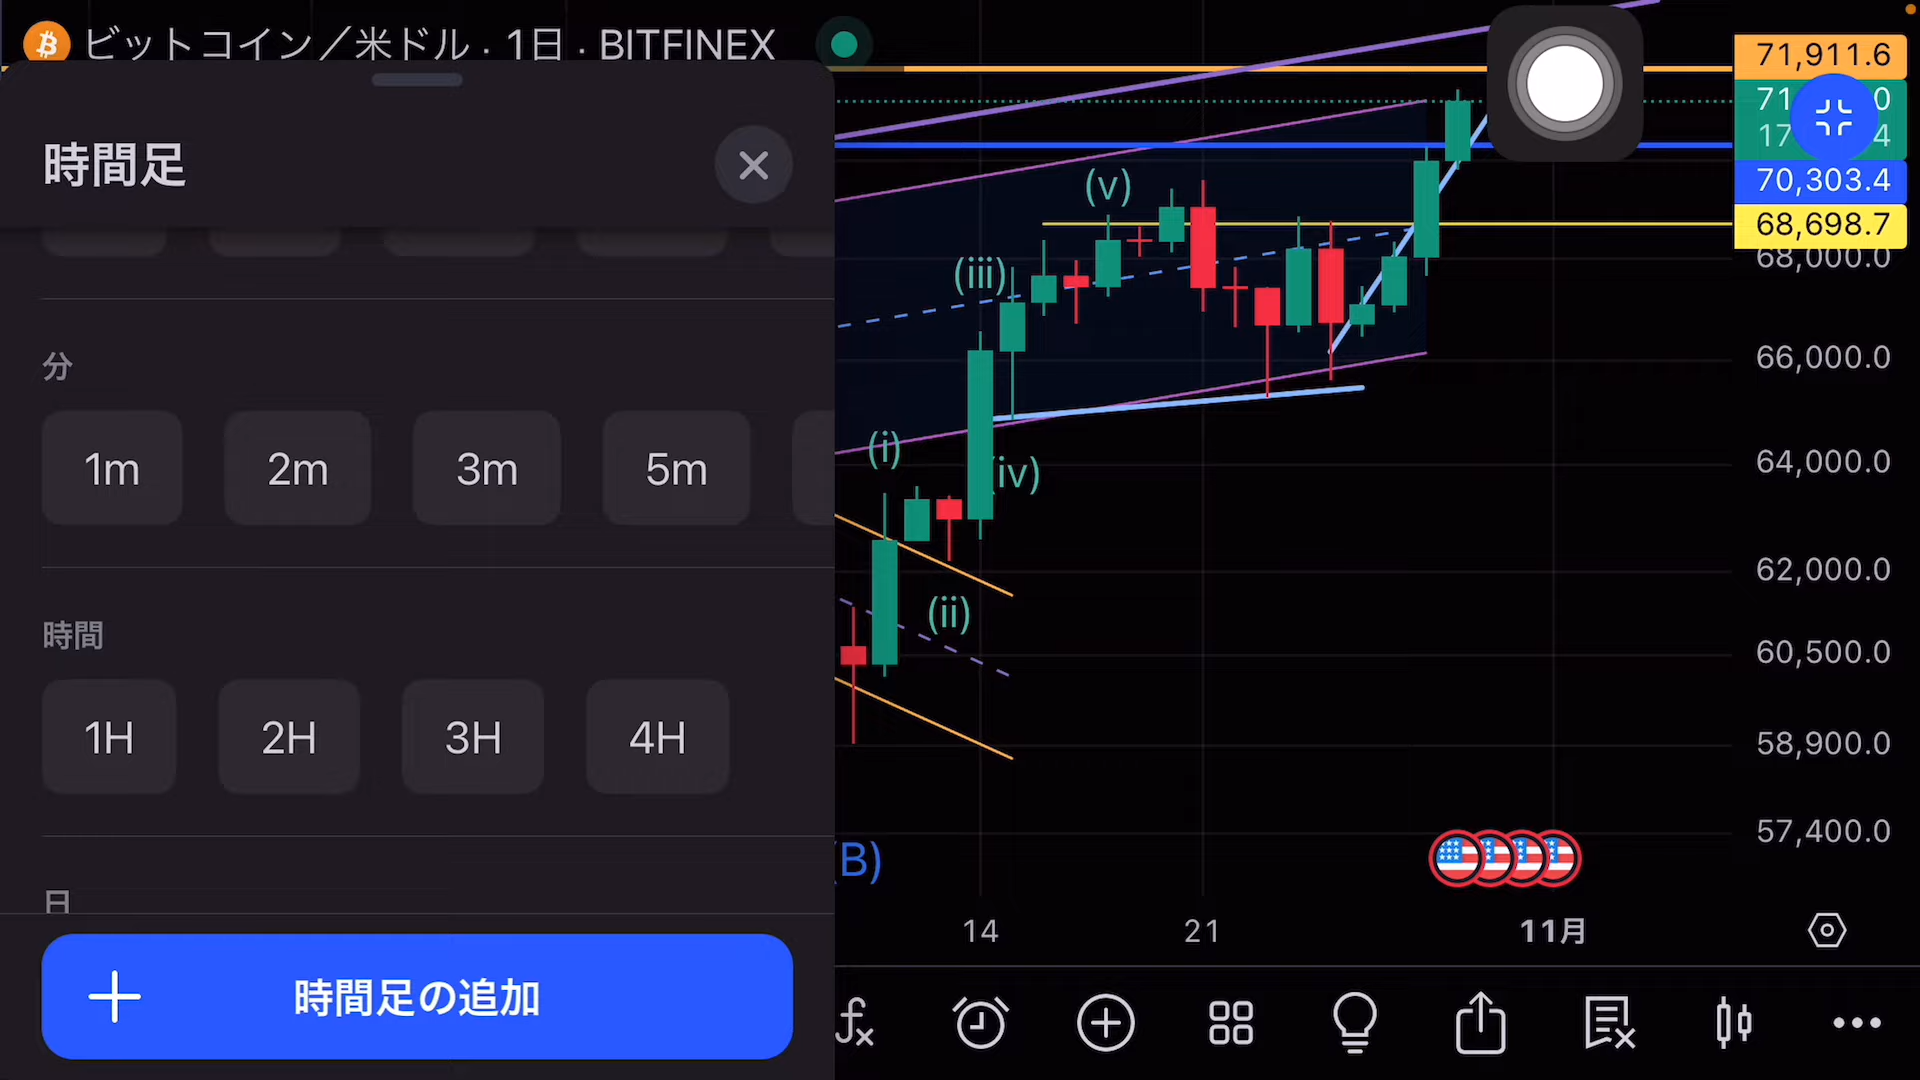 ビットコイン／米ドル · 1日 · BITFINEX
時間足
分
1m 2m 3m 5m
時間
1H 2H 3H 4H
日
時間足の追加
(i)
(ii)
(iii)
(iv)
(v)
(B)
71,911.6
70,303.4
68,698.7
68,000.0
66,000.0
64,000.0
62,000.0
60,500.0
58,900.0
57,400.0
14 21 11月